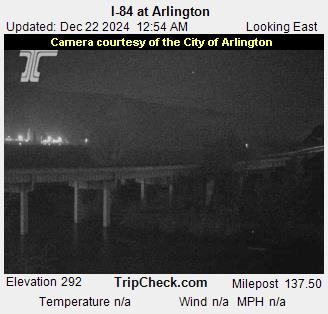 I-84 at Arlington
Updated: Dec 22 2024 12:54 AM Looking East
Camera courtesy of the City of Arlington
Elevation 292 TripCheck.com Milepost 137.50
Temperature n/a Wind n/a MPH n/a